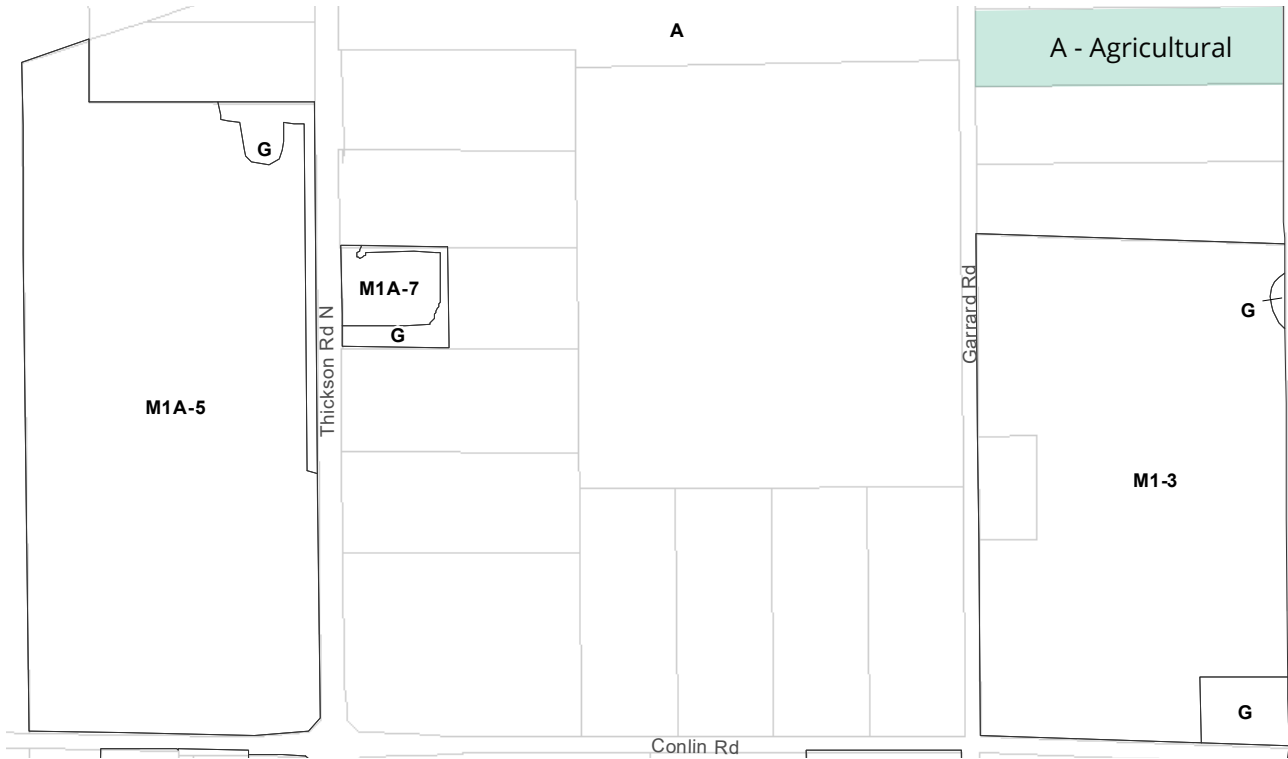 A
A - Agricultural
G
M1A-7
G
G
Thickson Rd N
Garrard Rd
M1A-5
M1-3
G
Conlin Rd